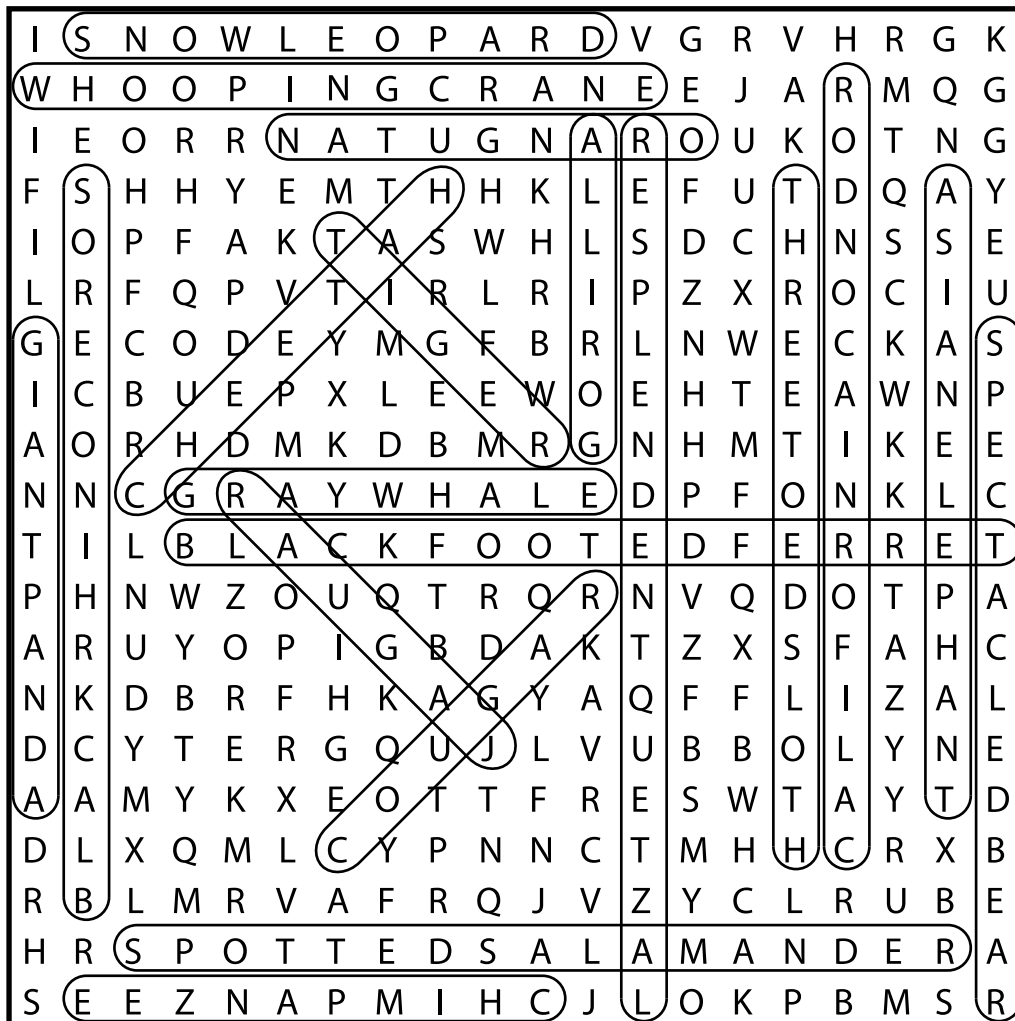 I S N O W L E O P A R D V G R V H R G K
W H O O P I N G C R A N E E J A R M Q G
I E O R R N A T U G N A R O U K O T N G
F S H H Y E M T H H K L E F U T D Q A Y
I O P F A K T A S W H L S D C H N S S E
L R F Q P V T I R L R I P Z X R O C I U
G E C O D E Y M G F B R L N W E C K A S
I C B U E P X L E E W O E H T E A W N P
A O R H D M K D B M R G N H M T I K E E
N N C G R A Y W H A L E D P F O N K L C
T I L B L A C K F O O T E D F E R R E T
P H N W Z O U Q T R Q R N V Q D O T P A
A R U Y O P I G B D A K T Z X S F A H C
N K D B R F H K A G Y A Q F F L I Z A L
D C Y T E R G Q U J L V U B B O L Y N E
A A M Y K X E O T T F R E S W T A Y T D
D L X Q M L C Y P N N C T M H H C R X B
R B L M R V A F R Q J V Z Y C L R U B E
H R S P O T T E D S A L A M A N D E R A
S E E Z N A P M I H C J L O K P B M S R